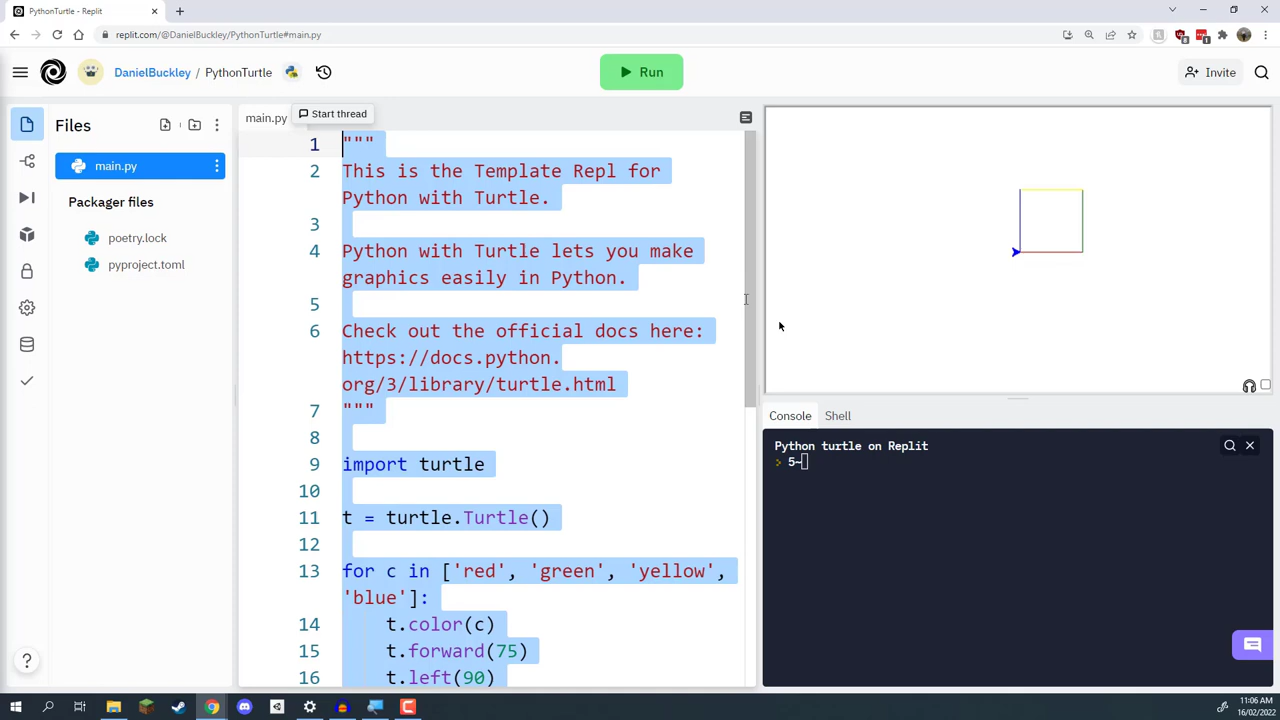 PythonTurtle - Replit
replit.com/@DanielBuckley/PythonTurtle#main.py
8
1
DanielBuckley / PythonTurtle
Run
Invite
Files
main.py
Packager files
poetry.lock
pyproject.toml
main.py
Start thread
1 """
2 This is the Template Repl for
Python with Turtle.
3
4 Python with Turtle lets you make
graphics easily in Python.
5
6 Check out the official docs here:
https://docs.python.
org/3/library/turtle.html
7 """
8
9 import turtle
10
11 t = turtle.Turtle()
12
13 for c in ['red', 'green', 'yellow',
'blue']:
14 t.color(c)
15 t.forward(75)
16 t.left(90)
Console
Shell
Python turtle on Replit
> 5~
?
11:06 AM
16/02/2022